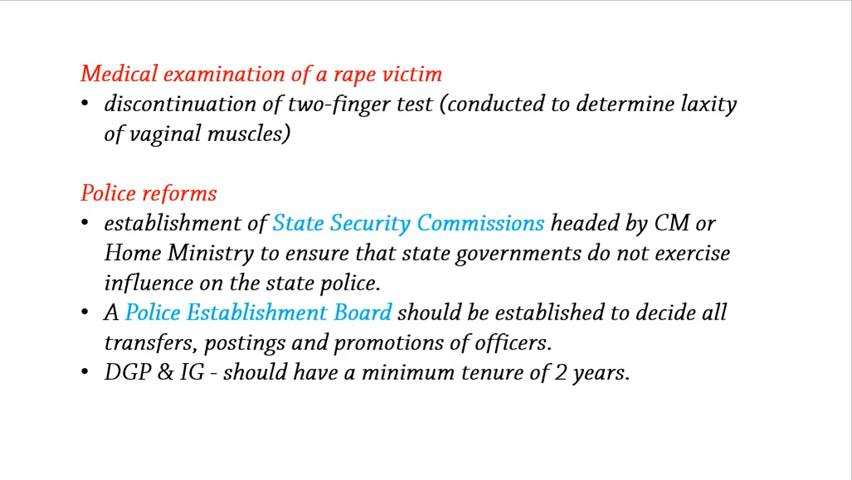 Medical examination of a rape victim
• discontinuation of two-finger test (conducted to determine laxity
of vaginal muscles)
Police reforms
• establishment of State Security Commissions headed by CM or
Home Ministry to ensure that state governments do not exercise
influence on the state police.
• A Police Establishment Board should be established to decide all
transfers, postings and promotions of officers.
• DGP & IG - should have a minimum tenure of 2 years.